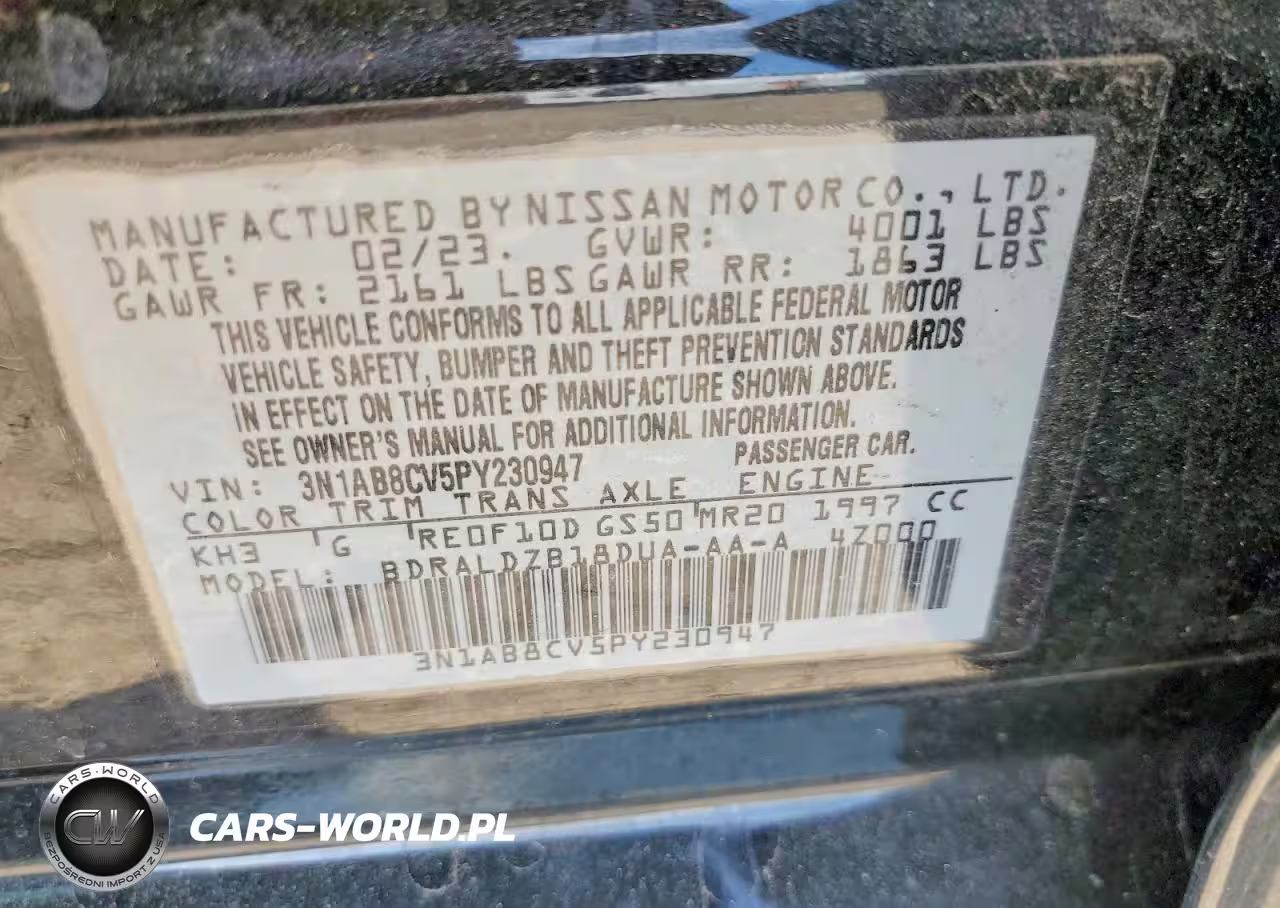 MANUFACTURED BY NISSAN MOTOR CO., LTD.
DATE: 02/23. GVWR: 4001 LBS
GAWR FR: 2161 LBS GAWR RR: 1863 LBS
THIS VEHICLE CONFORMS TO ALL APPLICABLE FEDERAL MOTOR
VEHICLE SAFETY, BUMPER AND THEFT PREVENTION STANDARDS
IN EFFECT ON THE DATE OF MANUFACTURE SHOWN ABOVE.
SEE OWNER'S MANUAL FOR ADDITIONAL INFORMATION.
VIN: 3N1AB8CV5PY230947 PASSENGER CAR.
COLOR TRIM TRANS AXLE ENGINE
KH3 G RE0F10D GS50 MR20 1997 CC
MODEL: BDRALDZB18DUA-AA-A 4Z000
3N1AB8CV5PY230947
CARS-WORLD
CW
BEZPOŚREDNI IMPORT Z USA
CARS-WORLD.PL